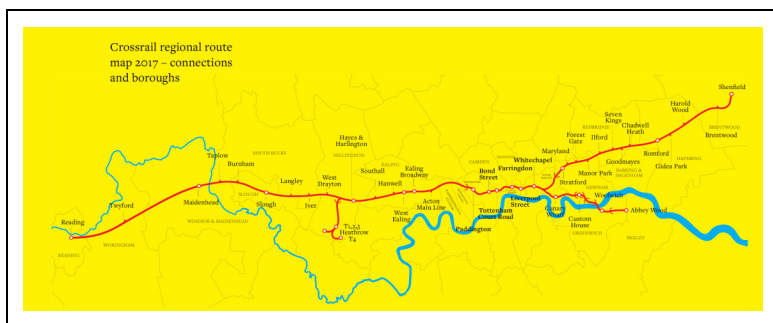 Crossrail regional route
map 2017 – connections
and boroughs
Shenfield
Harold
Wood
Seven
Kings
Chadwell
Heath
BRENTWOOD
Brentwood
REDBRIDGE
Forest
Gate
Ilford
Hayes &
Harlington
Maryland
Romford
HAVERING
Taplow
SOUTH BUCKS
HILLINGDON
EALING
Ealing
Broadway
CAMDEN
Whitechapel
Goodmayes
Gidea Park
Burnham
Southall
Bond
Street
Farringdon
Manor Park
BARKING &
DAGENHAM
Langley
West
Drayton
Hanwell
Stratford
NEWHAM
Reading
Twyford
Maidenhead
SLOUGH
Slough
Iver
Acton
Main Line
Liverpool
Street
Woolwich
WINDSOR & MAIDENHEAD
West
Ealing
Tottenham
Court Road
Canary
Wharf
Abbey Wood
T1,2,3
Heathrow
T4
Paddington
Custom
House
GREENWICH
BEXLEY
WOKINGHAM
READING